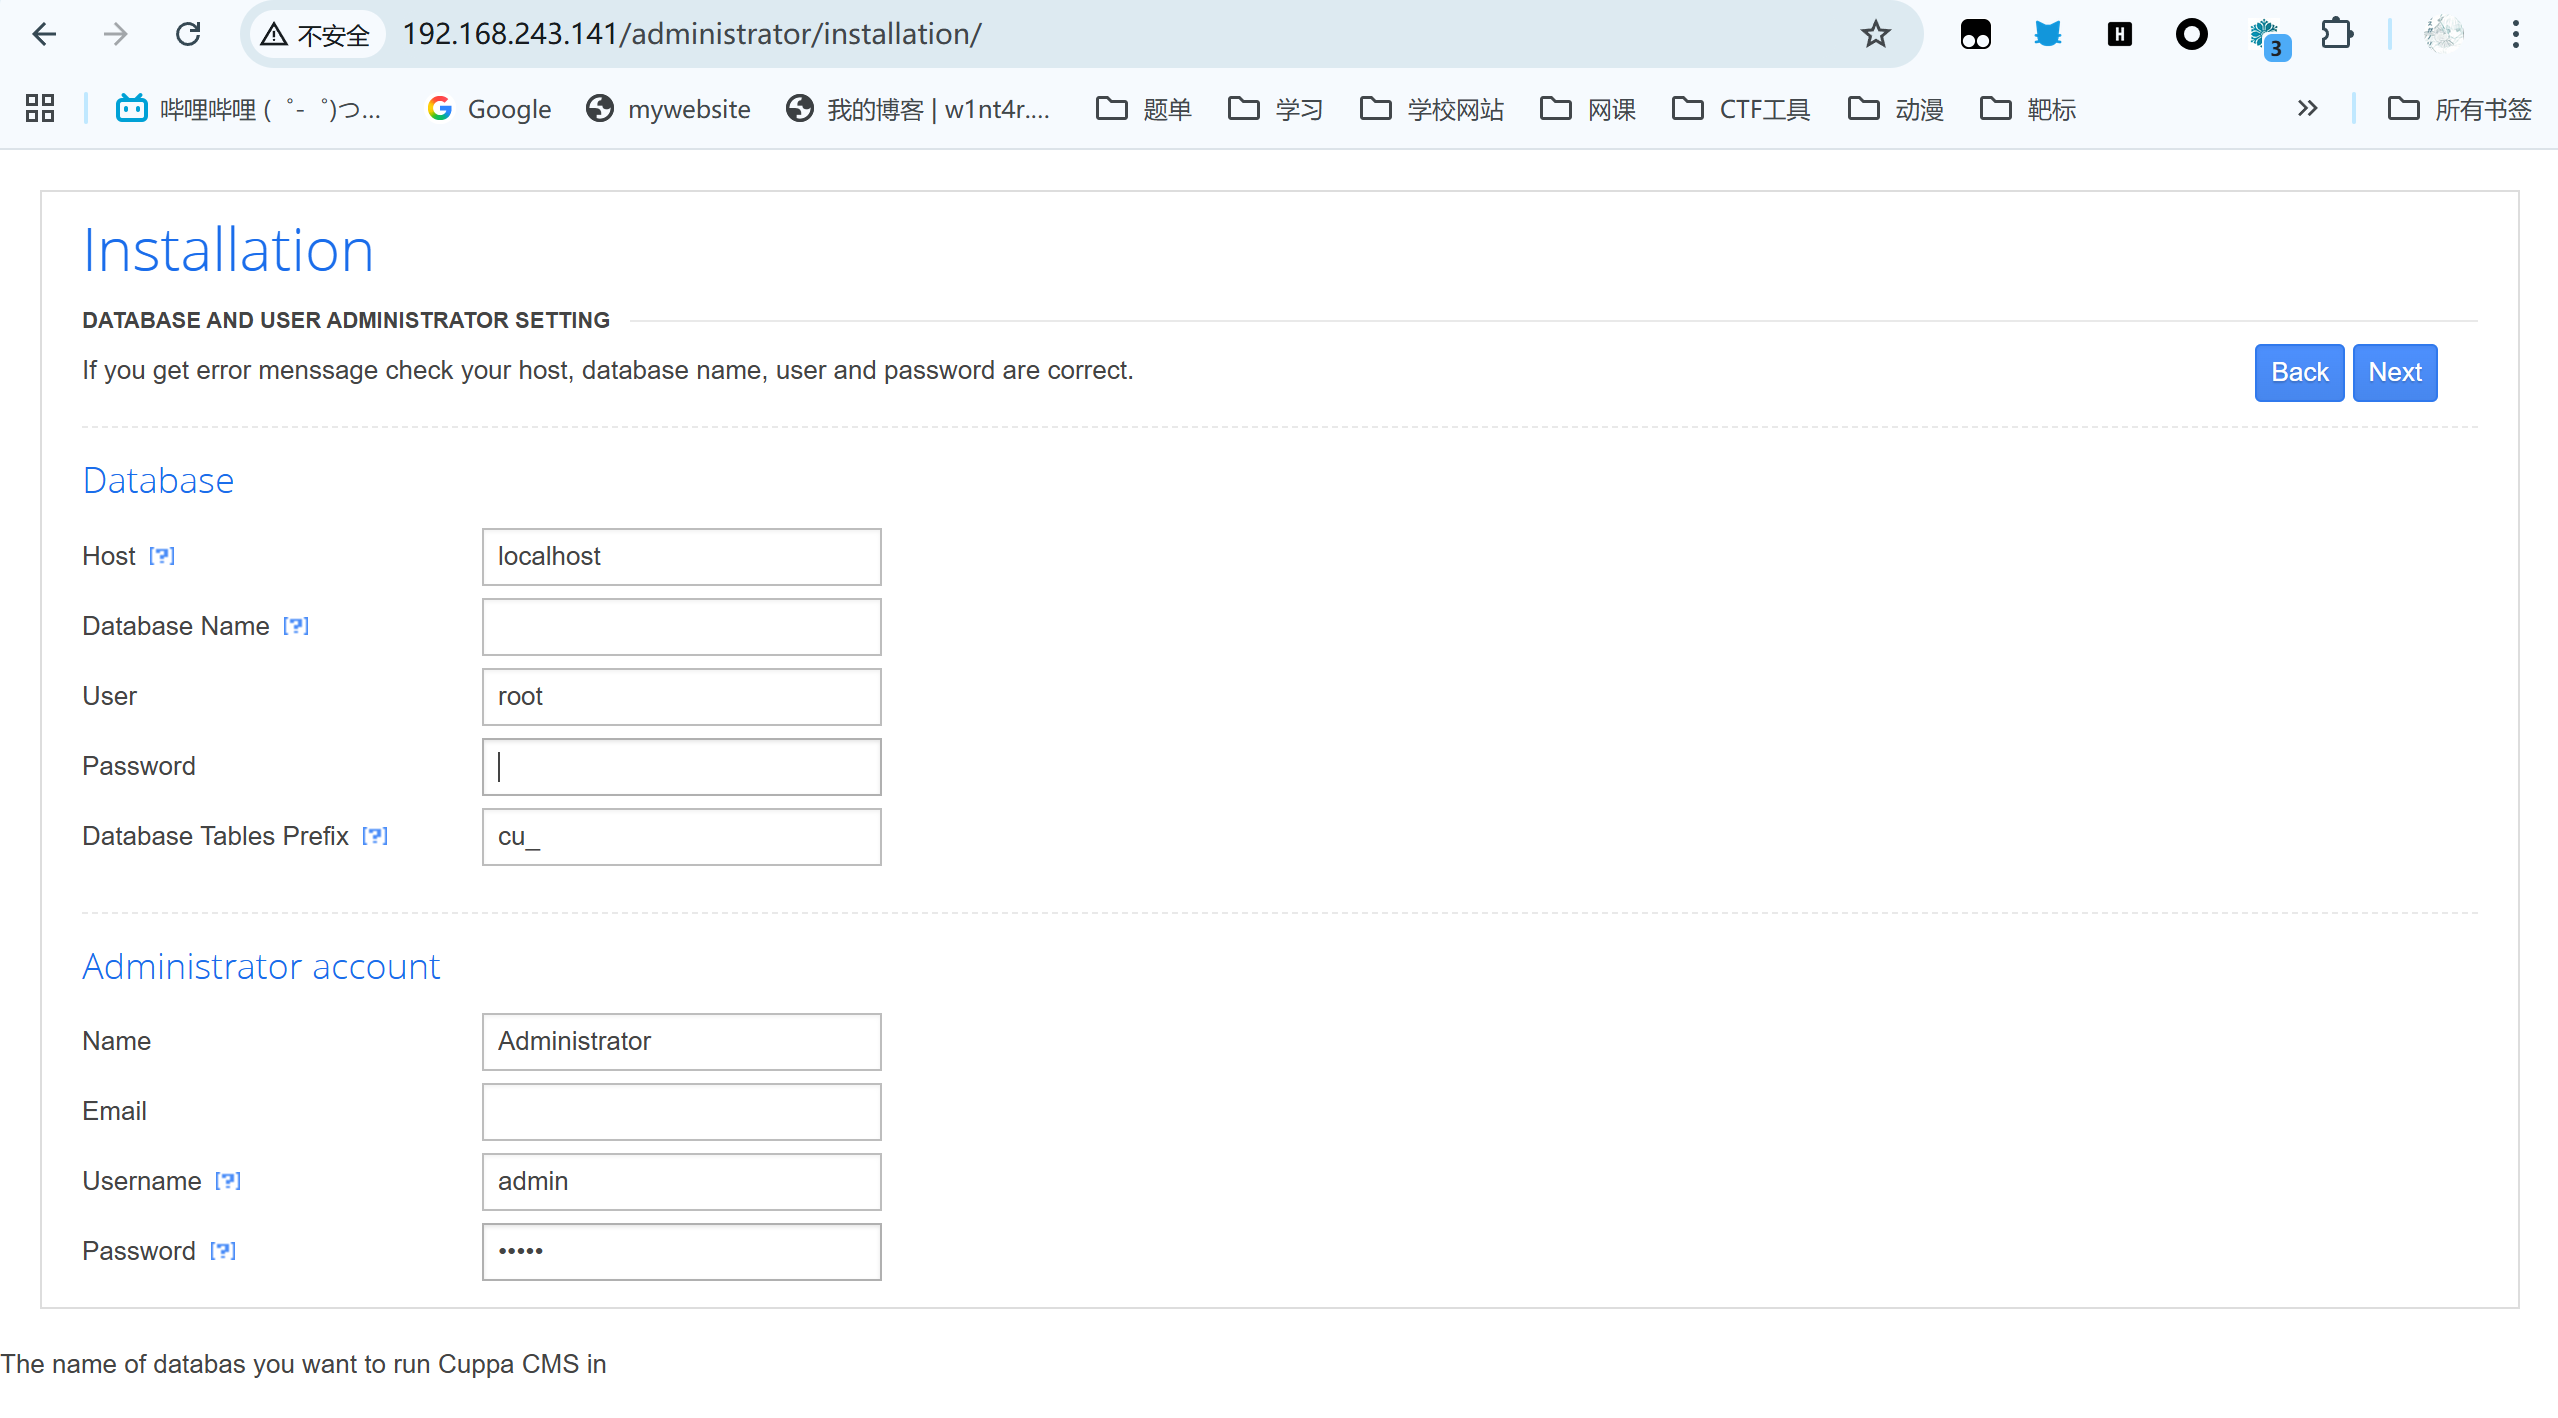 不安全 192.168.243.141/administrator/installation/
3
哔哩哔哩 (゜-゜)つ... Google mywebsite 我的博客 | w1nt4r.... 题单 学习 学校网站 网课 CTF工具 动漫 靶标 所有书签
Installation
DATABASE AND USER ADMINISTRATOR SETTING
If you get error menssage check your host, database name, user and password are correct.
Back Next
Database
Host [?] localhost
Database Name [?]
User root
Password
Database Tables Prefix [?] cu_
Administrator account
Name Administrator
Email
Username [?] admin
Password [?] •••••
The name of databas you want to run Cuppa CMS in